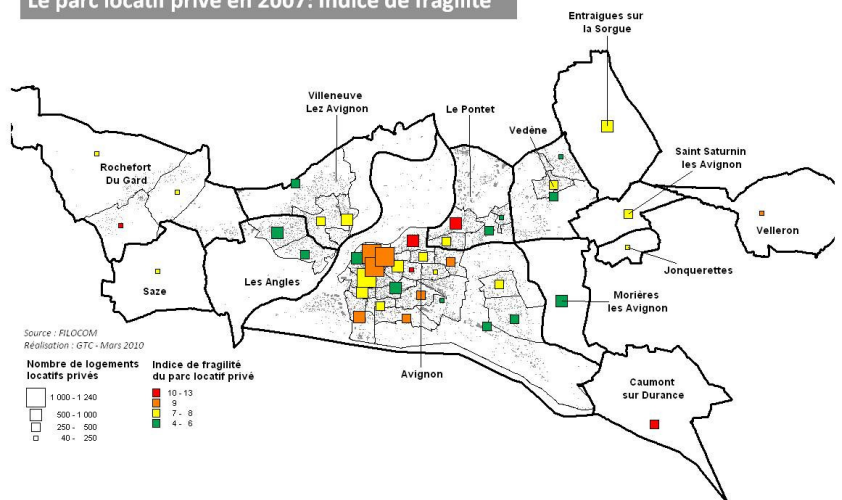 Le parc locatif privé en 2007: indice de fragilité
Entraigues sur
la Sorgue
Villeneuve
Lez Avignon
Le Pontet
Vedène
Saint Saturnin
les Avignon
Rochefort
Du Gard
Velleron
Jonquerettes
Saze
Les Angles
Morières
les Avignon
Avignon
Caumont
sur Durance
Source : FILOCOM
Réalisation : GTC - Mars 2010
Nombre de logements
locatifs privés
1 000 - 1 240
500 - 1 000
250 - 500
40 - 250
Indice de fragilité
du parc locatif privé
10 - 13
9
7 - 8
4 - 6